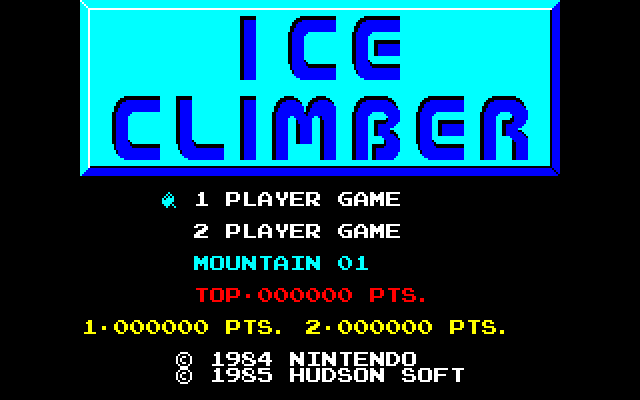 ICE
CLIMBER
1 PLAYER GAME
2 PLAYER GAME
MOUNTAIN 01
TOP·000000 PTS.
1·000000 PTS. 2·000000 PTS.
© 1984 NINTENDO
© 1985 HUDSON SOFT